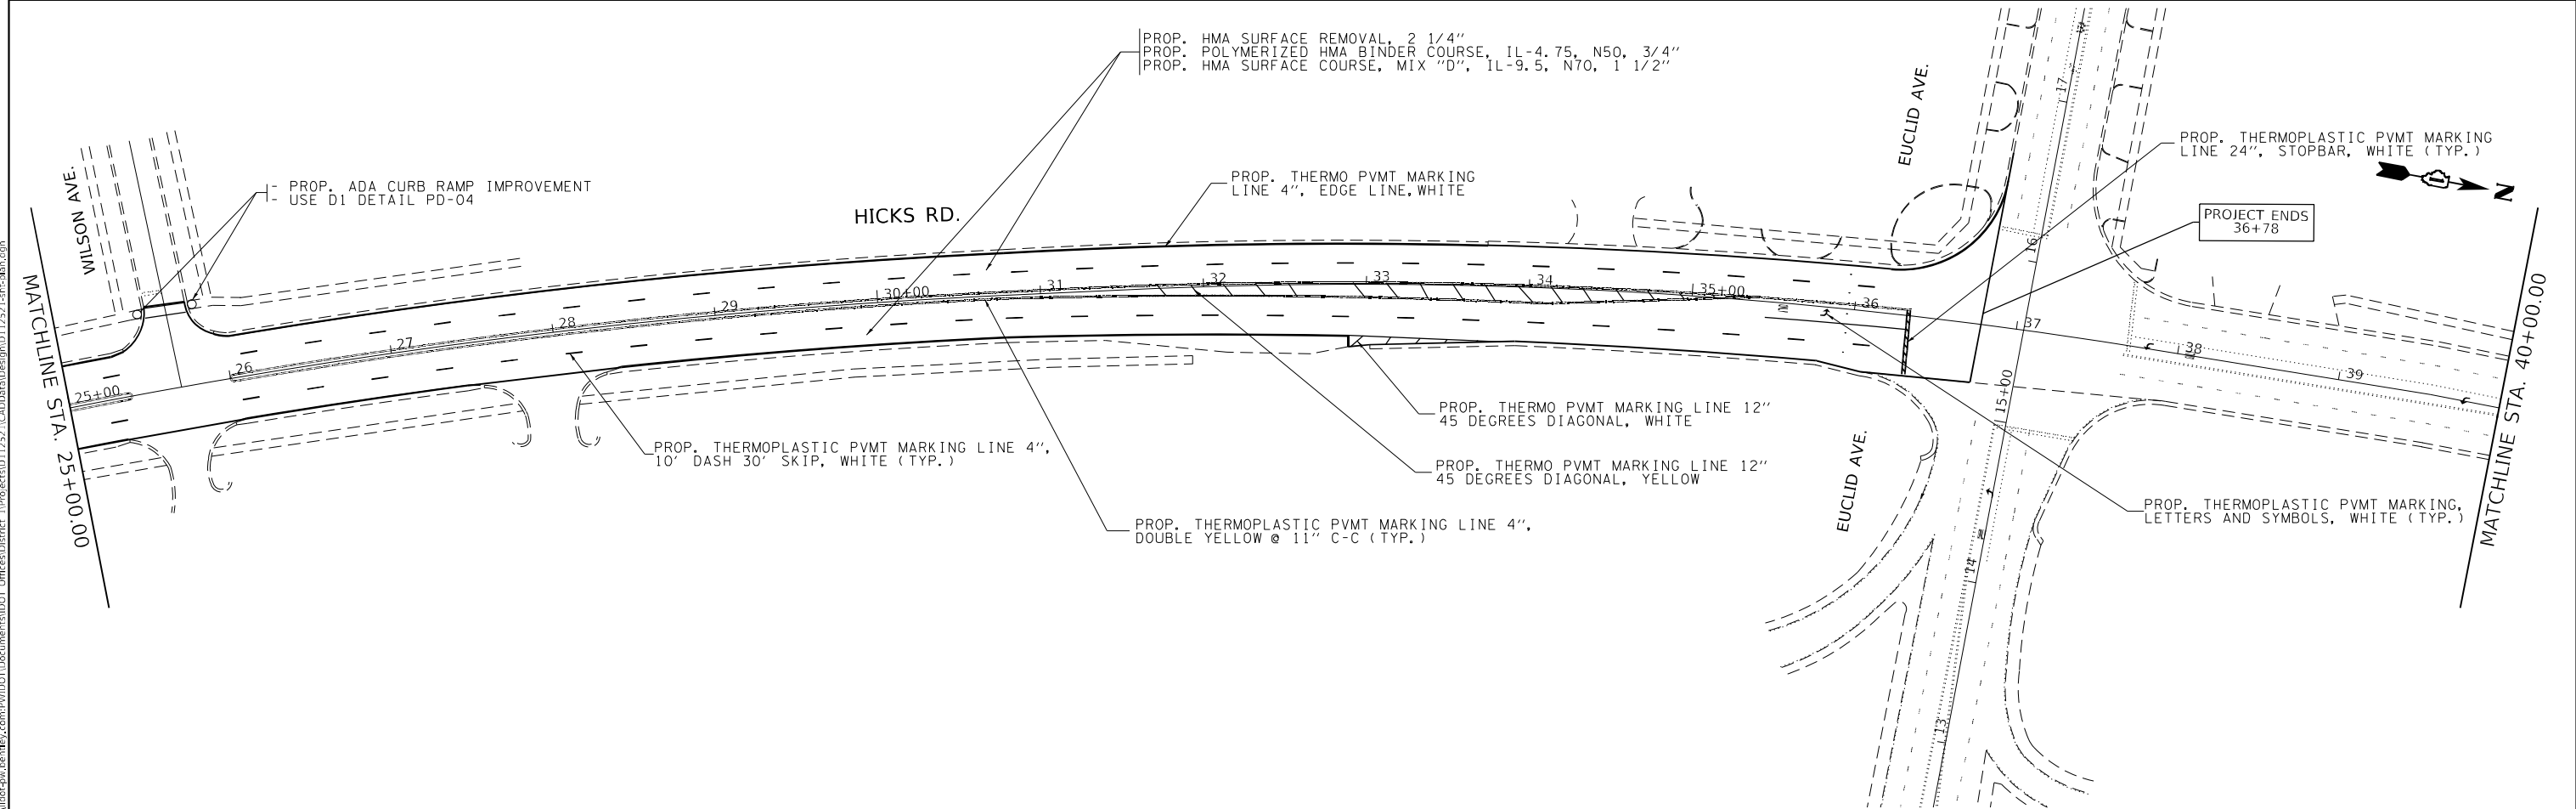 PROP. HMA SURFACE REMOVAL, 2 1/4"
PROP. POLYMERIZED HMA BINDER COURSE, IL-4.75, N50, 3/4"
PROP. HMA SURFACE COURSE, MIX "D", IL-9.5, N70, 1 1/2"
EUCLID AVE.
17
PROP. THERMOPLASTIC PVMT MARKING
LINE 24", STOPBAR, WHITE (TYP.)
N
WILSON AVE.
- PROP. ADA CURB RAMP IMPROVEMENT
- USE D1 DETAIL PD-04
HICKS RD.
PROP. THERMO PVMT MARKING
LINE 4", EDGE LINE, WHITE
PROJECT ENDS
36+78
16
MATCHLINE STA. 25+00.00
25+00
26
27
28
29
30+00
31
32
33
34
35+00
36
37
38
39
MATCHLINE STA. 40+00.00
15+00
PROP. THERMO PVMT MARKING LINE 12"
45 DEGREES DIAGONAL, WHITE
PROP. THERMOPLASTIC PVMT MARKING LINE 4",
10' DASH 30' SKIP, WHITE (TYP.)
PROP. THERMO PVMT MARKING LINE 12"
45 DEGREES DIAGONAL, YELLOW
EUCLID AVE.
PROP. THERMOPLASTIC PVMT MARKING,
LETTERS AND SYMBOLS, WHITE (TYP.)
PROP. THERMOPLASTIC PVMT MARKING LINE 4",
DOUBLE YELLOW @ 11" C-C (TYP.)
14
13